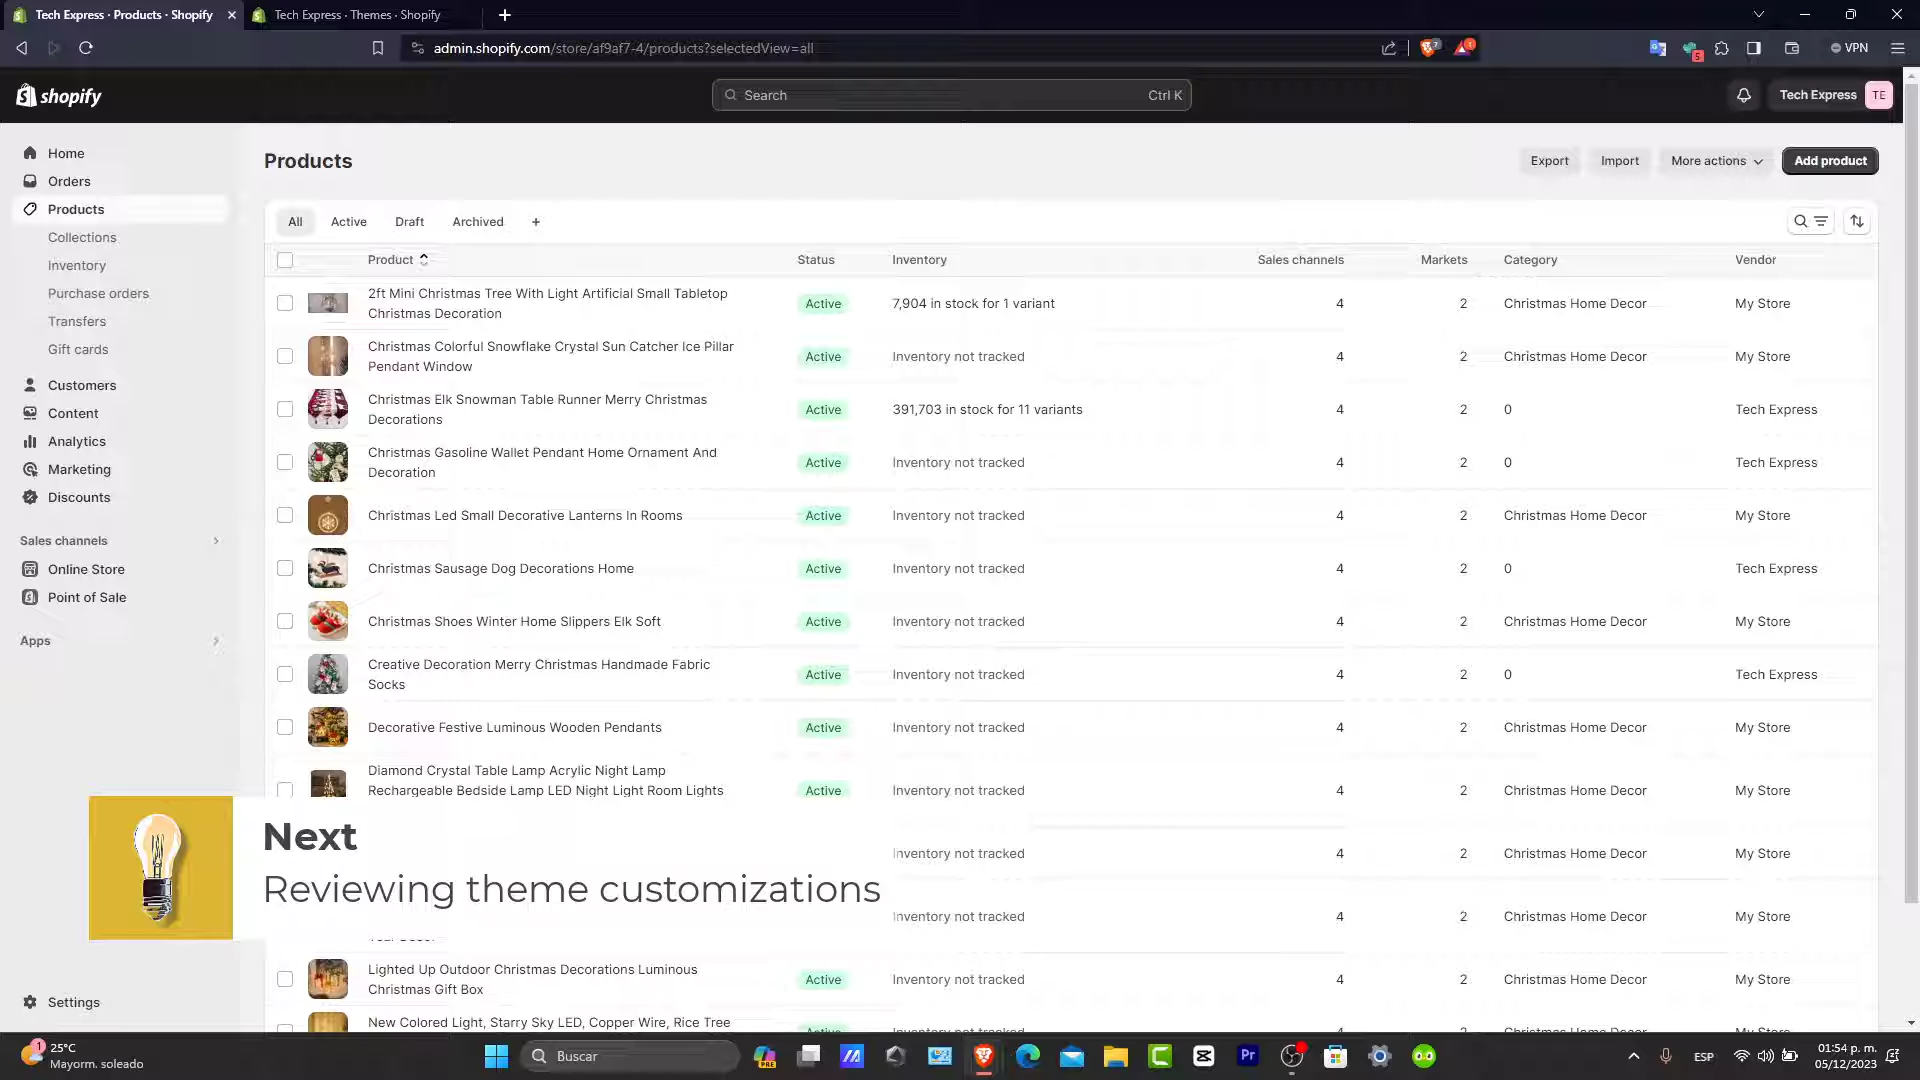 Tech Express · Products · Shopify
Tech Express · Themes · Shopify
admin.shopify.com/store/af9af7-4/products?selectedView=all
VPN
shopify
Search
Ctrl K
Tech Express
TE
Home
Orders
Products
Collections
Inventory
Purchase orders
Transfers
Gift cards
Customers
Content
Analytics
Marketing
Discounts
Sales channels
Online Store
Point of Sale
Apps
Settings
Products
Export
Import
More actions
Add product
All
Active
Draft
Archived
+
Product
Status
Inventory
Sales channels
Markets
Category
Vendor
2ft Mini Christmas Tree With Light Artificial Small Tabletop
Christmas Decoration
Active
7,904 in stock for 1 variant
4
2
Christmas Home Decor
My Store
Christmas Colorful Snowflake Crystal Sun Catcher Ice Pillar
Pendant Window
Active
Inventory not tracked
4
2
Christmas Home Decor
My Store
Christmas Elk Snowman Table Runner Merry Christmas
Decorations
Active
391,703 in stock for 11 variants
4
2
0
Tech Express
Christmas Gasoline Wallet Pendant Home Ornament And
Decoration
Active
Inventory not tracked
4
2
0
Tech Express
Christmas Led Small Decorative Lanterns In Rooms
Active
Inventory not tracked
4
2
Christmas Home Decor
My Store
Christmas Sausage Dog Decorations Home
Active
Inventory not tracked
4
2
0
Tech Express
Christmas Shoes Winter Home Slippers Elk Soft
Active
Inventory not tracked
4
2
Christmas Home Decor
My Store
Creative Decoration Merry Christmas Handmade Fabric
Socks
Active
Inventory not tracked
4
2
0
Tech Express
Decorative Festive Luminous Wooden Pendants
Active
Inventory not tracked
4
2
Christmas Home Decor
My Store
Diamond Crystal Table Lamp Acrylic Night Lamp
Rechargeable Bedside Lamp LED Night Light Room Lights
Active
Inventory not tracked
4
2
Christmas Home Decor
My Store
Next
Reviewing theme customizations
Inventory not tracked
4
2
Christmas Home Decor
My Store
Inventory not tracked
4
2
Christmas Home Decor
My Store
Lighted Up Outdoor Christmas Decorations Luminous
Christmas Gift Box
Active
Inventory not tracked
4
2
Christmas Home Decor
My Store
New Colored Light, Starry Sky LED, Copper Wire, Rice Tree
25°C
Mayorm. soleado
Buscar
ESP
01:54 p. m.
05/12/2023